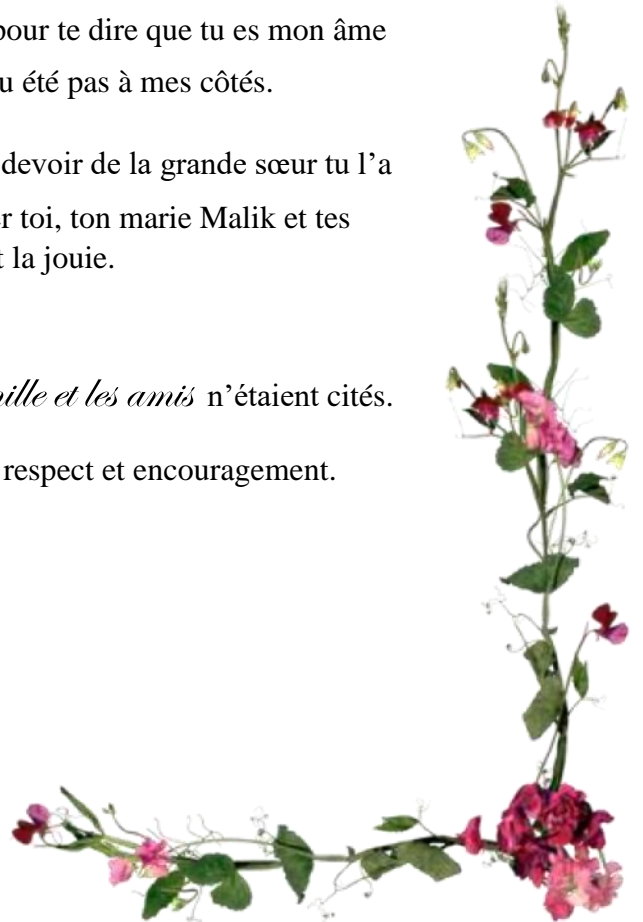 pour te dire que tu es mon âme
u été pas à mes côtés.
devoir de la grande sœur tu l’a
er toi, ton marie Malik et tes
t la jouie.
ille et les amis n’étaient cités.
respect et encouragement.